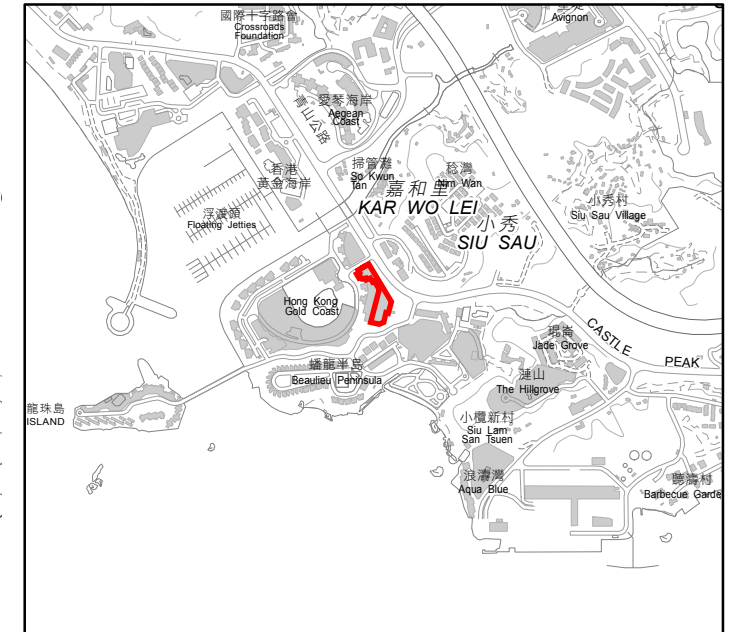 國際十字路會
Crossroads
Foundation
Avignon
愛琴海岸
Aegean
Coast
青山公路
香港
黃金海岸
掃管灘
So Kwun
Tan
稔灣
Nim Wan
嘉和里
KAR WO LEI
小秀
SIU SAU
小秀村
Siu Sau Village
浮渡頭
Floating Jetties
Hong Kong
Gold Coast
蟠龍半島
Beaulieu Peninsula
琨崙
Jade Grove
CASTLE PEAK
漣山
The Hillgrove
龍珠島
ISLAND
小欖新村
Siu Lam
San Tsuen
浪濤灣
Aqua Blue
聽濤村
Barbecue Garde